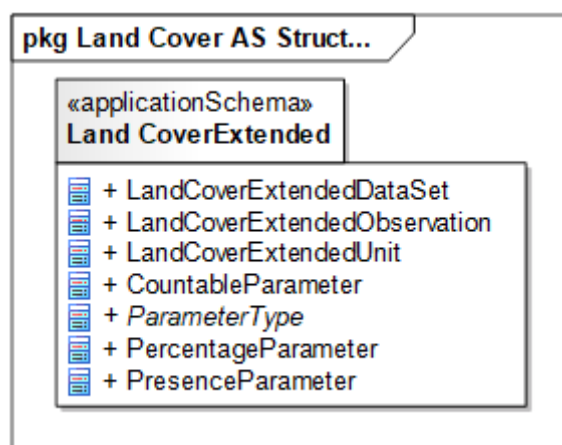 pkg Land Cover AS Struct...
«applicationSchema»
Land CoverExtended
+ LandCoverExtendedDataSet
+ LandCoverExtendedObservation
+ LandCoverExtendedUnit
+ CountableParameter
+ ParameterType
+ PercentageParameter
+ PresenceParameter